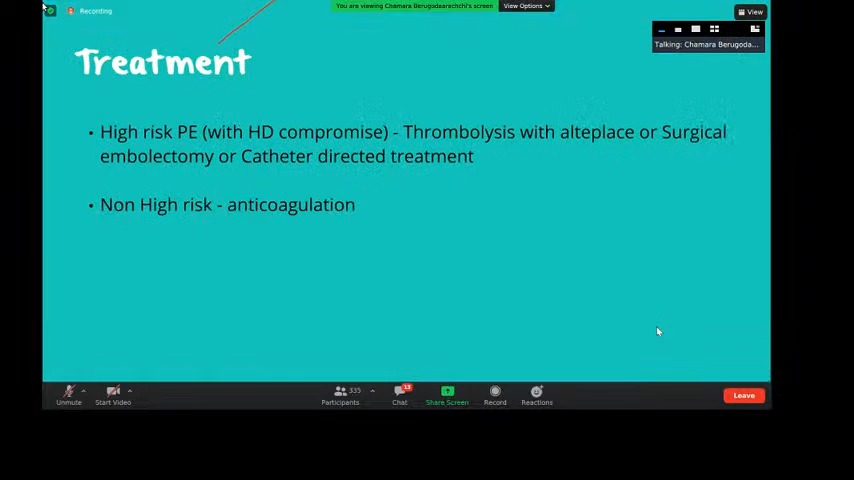 Recording
You are viewing Chamara Berugodaarachchi's screen
View Options
View
Talking: Chamara Berugoda...
Treatment
• High risk PE (with HD compromise) - Thrombolysis with alteplace or Surgical
embolectomy or Catheter directed treatment
• Non High risk - anticoagulation
Unmute
Start Video
335
Participants
13
Chat
Share Screen
Record
Reactions
Leave